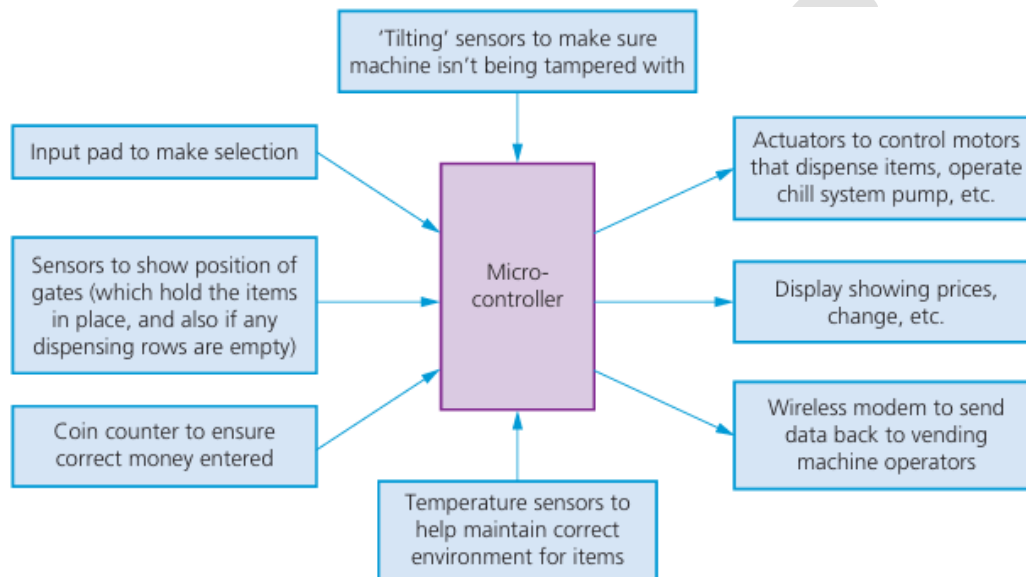 'Tilting' sensors to make sure
machine isn't being tampered with
Input pad to make selection
Sensors to show position of
gates (which hold the items
in place, and also if any
dispensing rows are empty)
Coin counter to ensure
correct money entered
Micro-
controller
Temperature sensors to
help maintain correct
environment for items
Actuators to control motors
that dispense items, operate
chill system pump, etc.
Display showing prices,
change, etc.
Wireless modem to send
data back to vending
machine operators